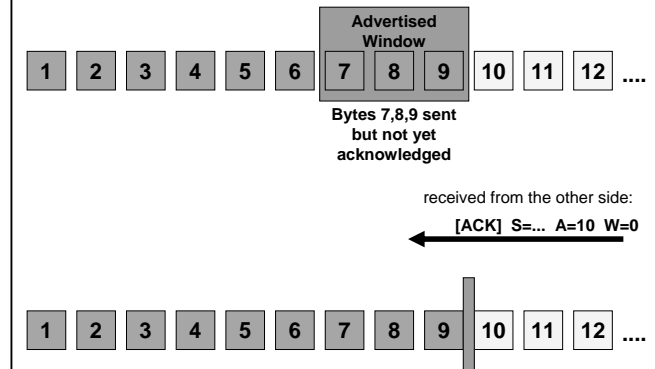 Advertised
Window
1 2 3 4 5 6 7 8 9 10 11 12 ....
Bytes 7,8,9 sent
but not yet
acknowledged
received from the other side:
[ACK] S=... A=10 W=0
1 2 3 4 5 6 7 8 9 10 11 12 ....